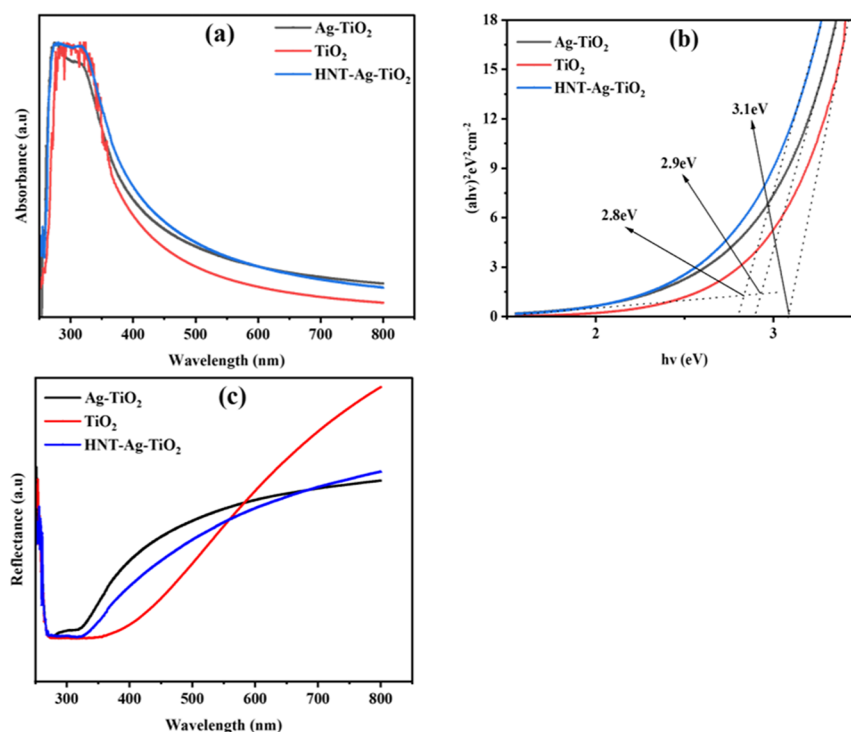 (a)
Ag-TiO₂
TiO₂
HNT-Ag-TiO₂
Absorbance (a.u)
300 400 500 600 700 800
Wavelength (nm)
(b)
Ag-TiO₂
TiO₂
HNT-Ag-TiO₂
3.1eV
2.9eV
2.8eV
(ahv)²eV²cm⁻²
18
15
12
9
6
3
0
2 3
hv (eV)
(c)
Ag-TiO₂
TiO₂
HNT-Ag-TiO₂
Reflectance (a.u)
300 400 500 600 700 800
Wavelength (nm)